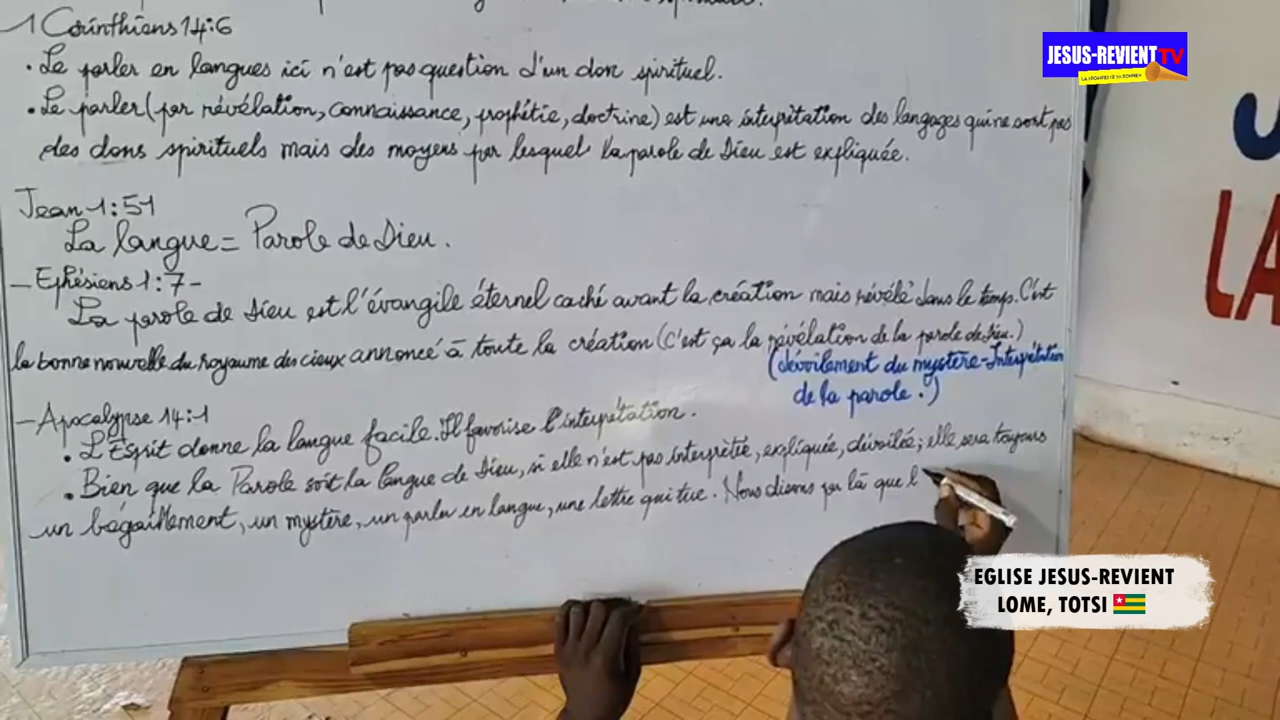 1 Corinthiens 14:6
• Le parler en langues ici n'est pas question d'un don spirituel.
• Le parler (par révélation, connaissance, prophétie, doctrine) est une interpitation des langages qui ne sont pas
des dons spirituels mais des moyens par lesquel la parole de Dieu est expliquée.
Jean 1:51
La langue = Parole de Dieu.
- Ephésiens 1:7 -
La parole de Dieu est l'évangile éternel caché avant la création mais révélé dans le temps. C'est
la bonne nouvelle du royaume des cieux annoncé à toute la création (C'est ça la révélation de la parole de Dieu.)
(dévoilement du mystère - Interpétation
de la parole.)
- Apocalypse 14:1
• L'Esprit donne la langue facile. Il favorise l'interpétation.
• Bien que la Parole soit la langue de Dieu, si elle n'est pas interprètée, expliquée, dévoilée; elle sera toujours
un bégaillement, un mystère, un parler en langue, une lettre qui tue. Nous disons par là que l
JESUS-REVIENT TV
J
LA
EGLISE JESUS-REVIENT
LOME, TOTSI